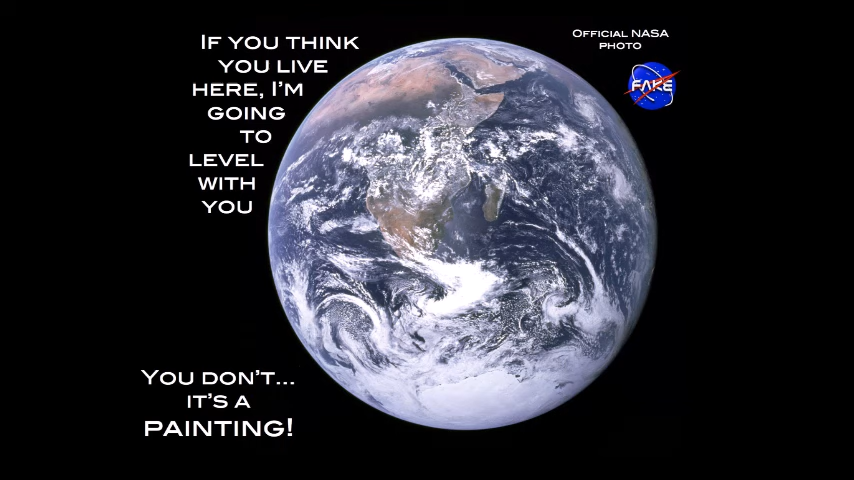 IF YOU THINK
YOU LIVE
HERE, I'M
GOING
TO
LEVEL
WITH
YOU
OFFICIAL NASA
PHOTO
FAKE
YOU DON'T...
IT'S A
PAINTING!